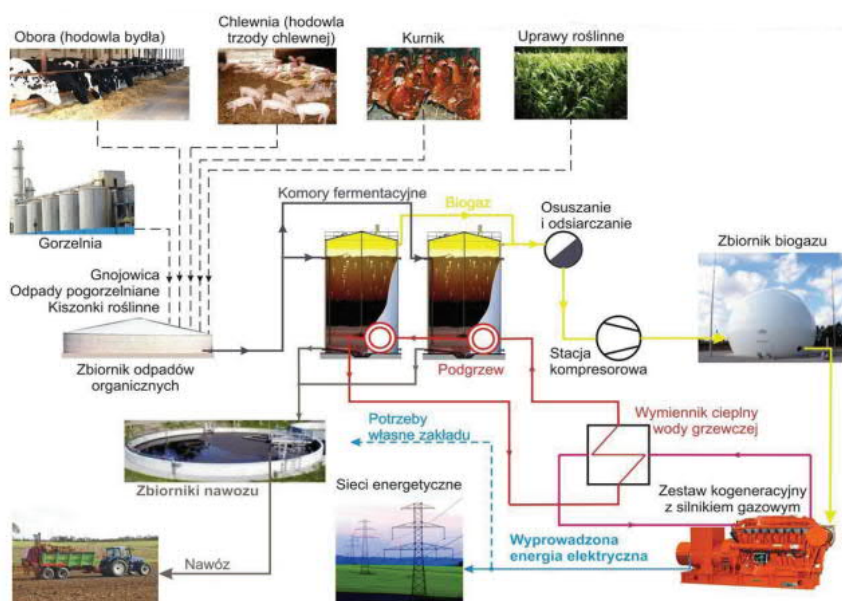 Obora (hodowla bydła)
Chlewnia (hodowla
trzody chlewnej)
Kurnik
Uprawy roślinne
Gorzelnia
Komory fermentacyjne
Biogaz
Osuszanie
i odsiarczanie
Zbiornik biogazu
Gnojowica
Odpady pogorzelniane
Kiszonki roślinne
Zbiornik odpadów
organicznych
Podgrzew
Stacja
kompresorowa
Potrzeby
własne zakładu
Wymiennik cieplny
wody grzewczej
Zbiorniki nawozu
Sieci energetyczne
Zestaw kogeneracyjny
z silnikiem gazowym
Nawóz
Wyprowadzona
energia elektryczna